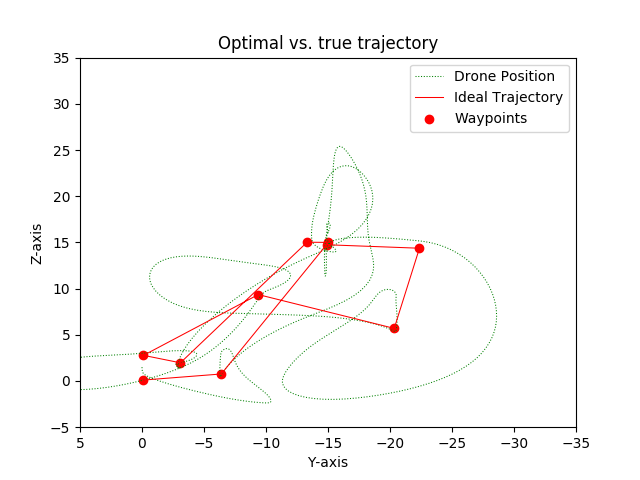 Optimal vs. true trajectory
Drone Position
Ideal Trajectory
Waypoints
Z-axis
35
30
25
20
15
10
5
0
−5
5 0 −5 −10 −15 −20 −25 −30 −35
Y-axis